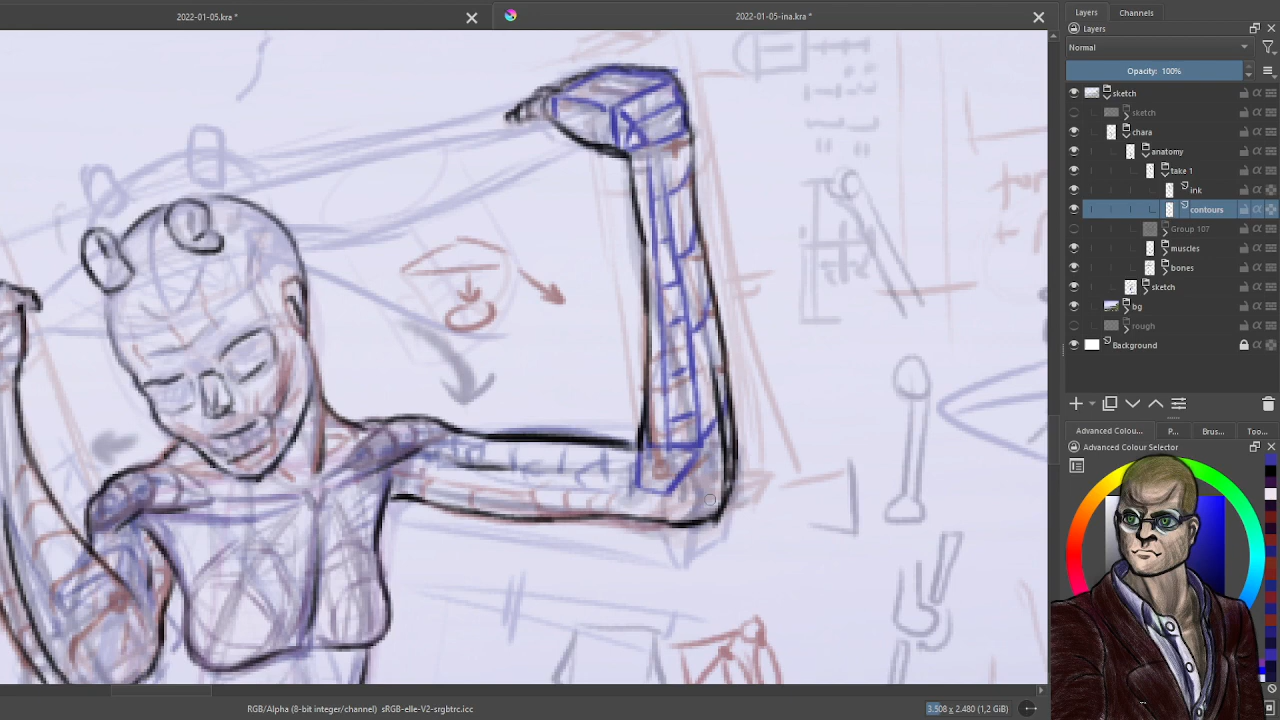 2022-01-05.kra *
2022-01-05-ina.kra *
Layers
Channels
Layers
Normal
Opacity: 100%
sketch
sketch
chara
anatomy
take 1
ink
contours
Group 107
muscles
bones
sketch
bg
rough
Background
Advanced Colou...
P...
Brus...
Too...
Advanced Colour Selector
RGB/Alpha (8-bit integer/channel) sRGB-elle-V2-srgbtrc.icc
3.508 x 2.480 (1,2 GiB)